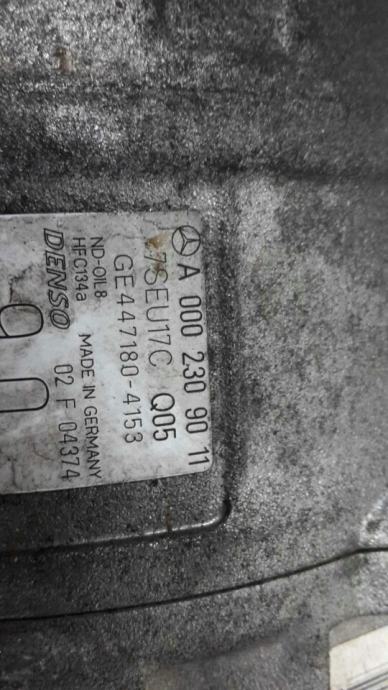 A 000 230 90 11
7SEU17C Q05
GE447180-4153
ND-OIL8
HFC134a MADE IN GERMANY
DENSO 02 F 04374